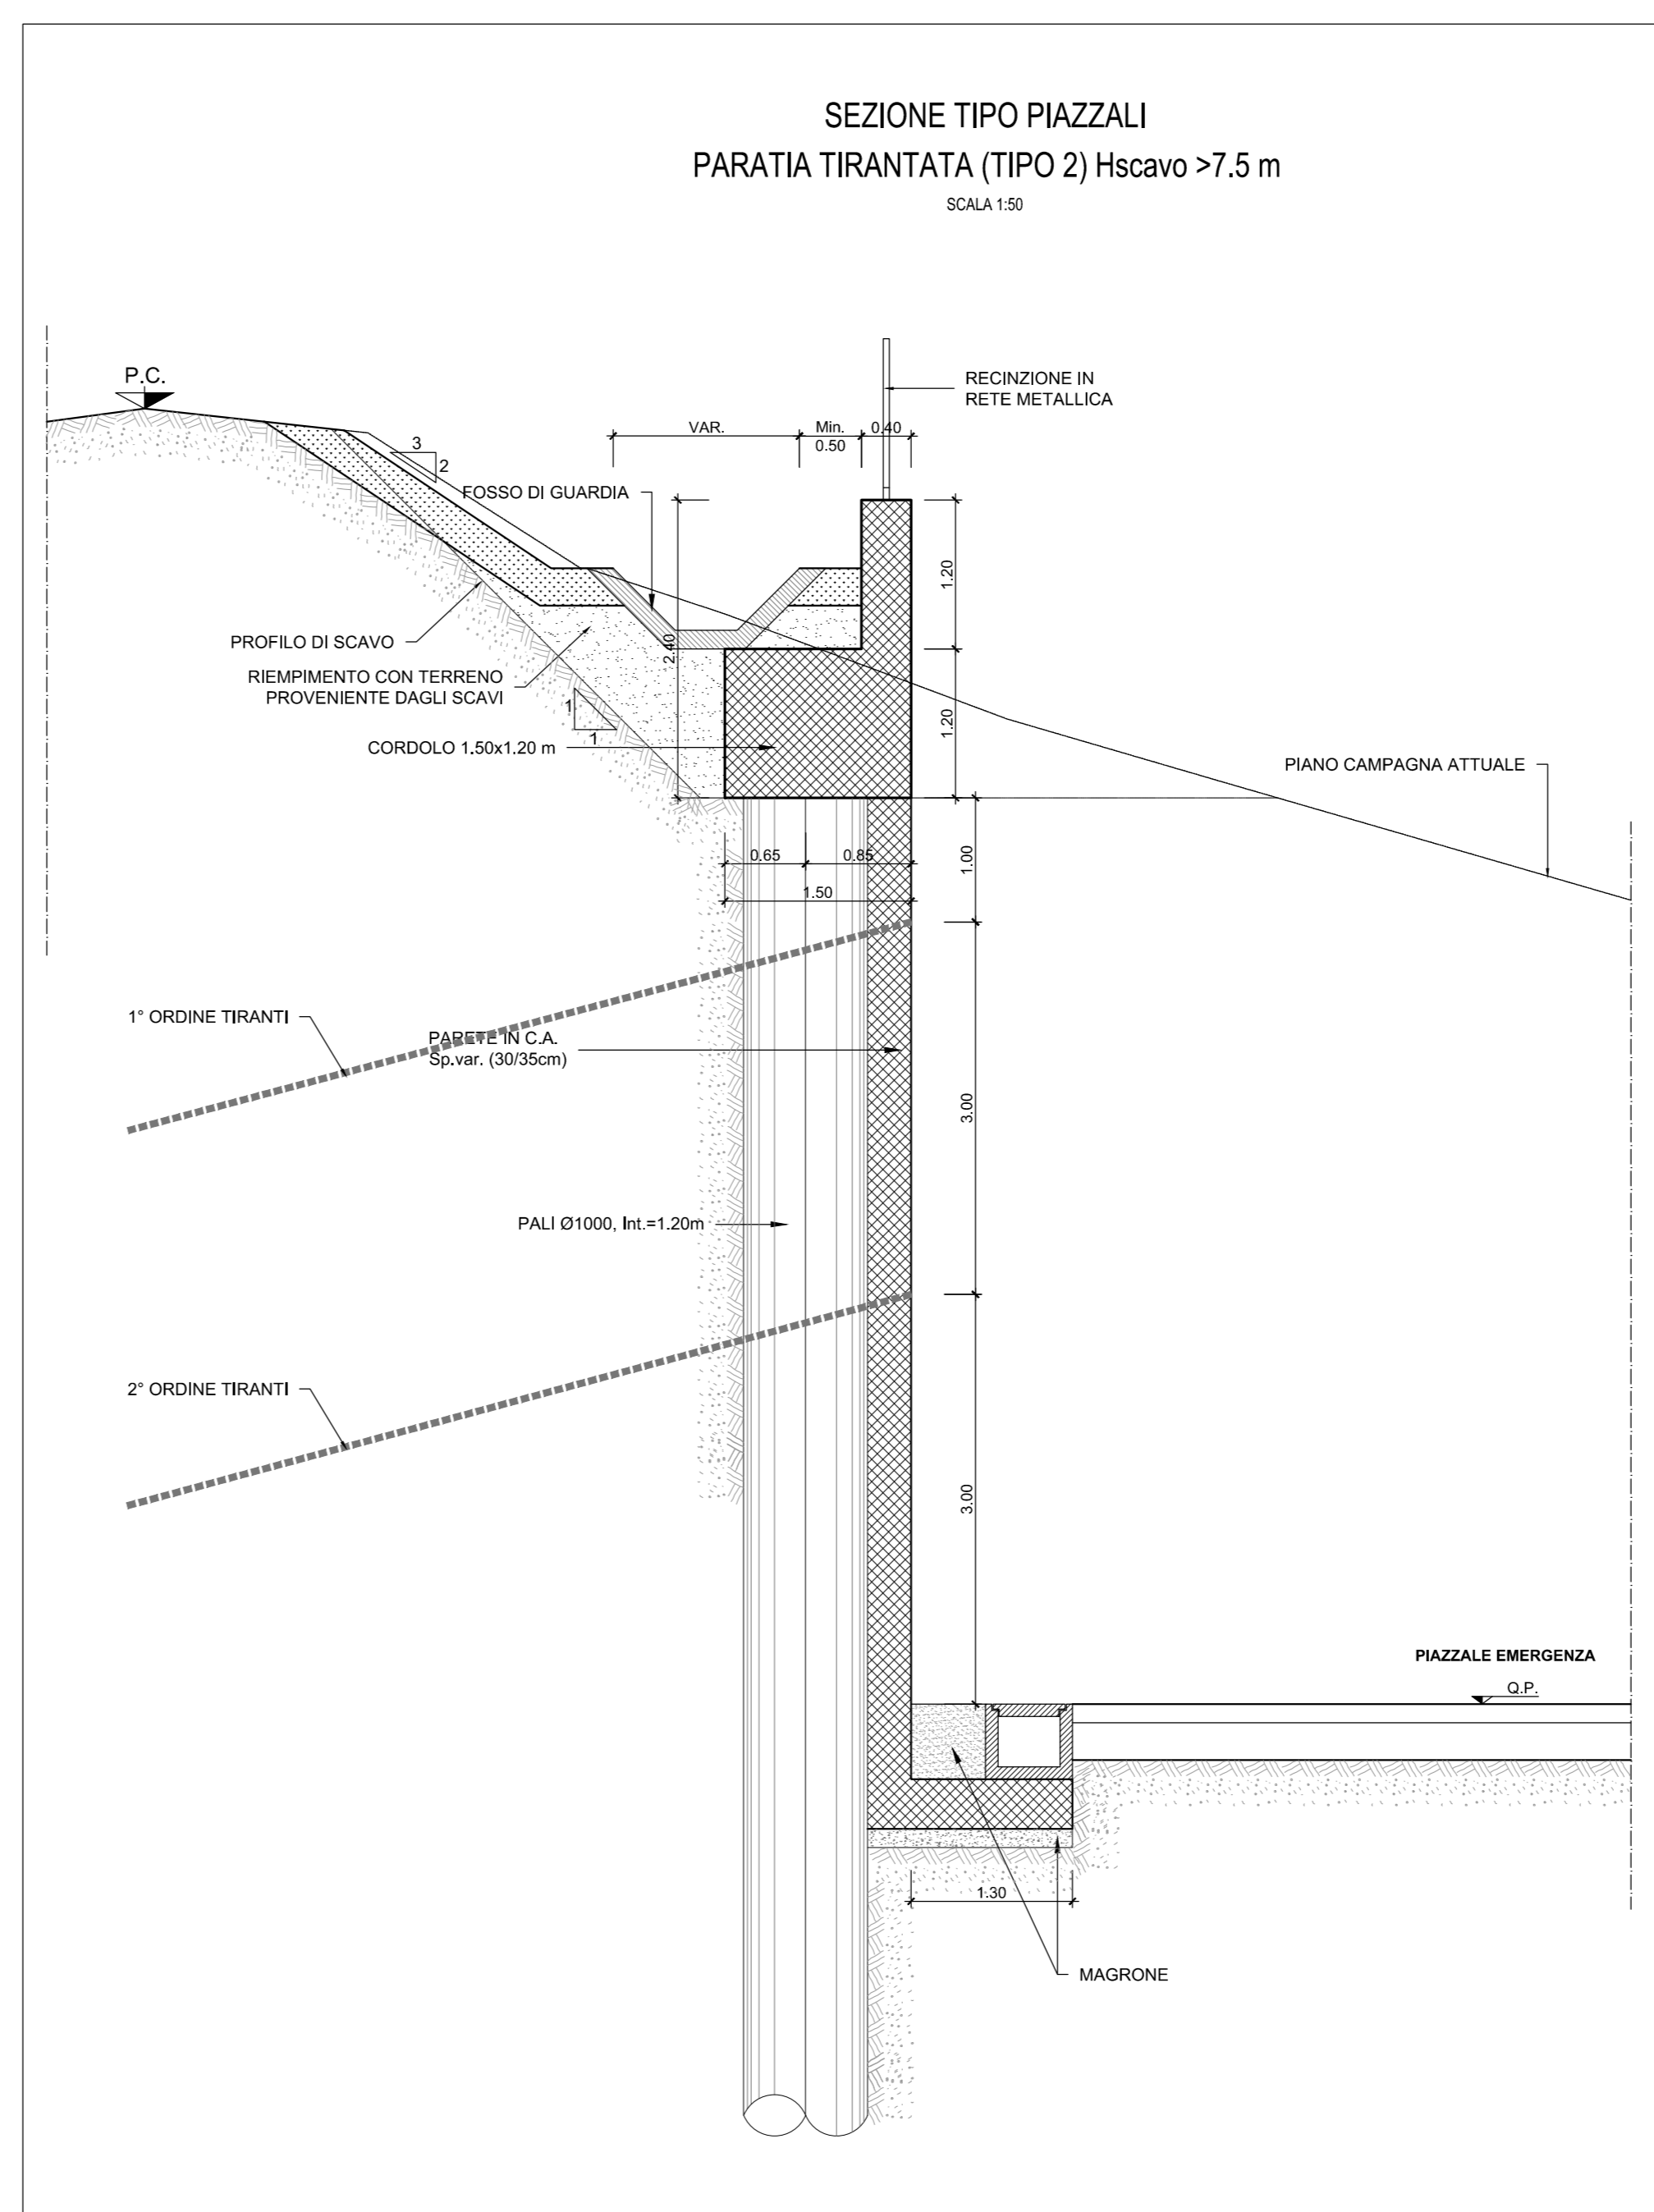 SEZIONE TIPO PIAZZALI
PARATIA TIRANTATA (TIPO 2) Hscavo >7.5 m
SCALA 1:50
P.C.
RECINZIONE IN
RETE METALLICA
3
2
VAR.
Min.
0.50
0.40
FOSSO DI GUARDIA
1.20
2.40
PROFILO DI SCAVO
RIEMPIMENTO CON TERRENO
PROVENIENTE DAGLI SCAVI
1
1
1.20
CORDOLO 1.50x1.20 m
PIANO CAMPAGNA ATTUALE
0.65
0.85
1.00
1.50
1° ORDINE TIRANTI
PARETE IN C.A.
Sp.var. (30/35cm)
3.00
PALI Ø1000, Int.=1.20m
2° ORDINE TIRANTI
3.00
PIAZZALE EMERGENZA
Q.P.
1.30
MAGRONE